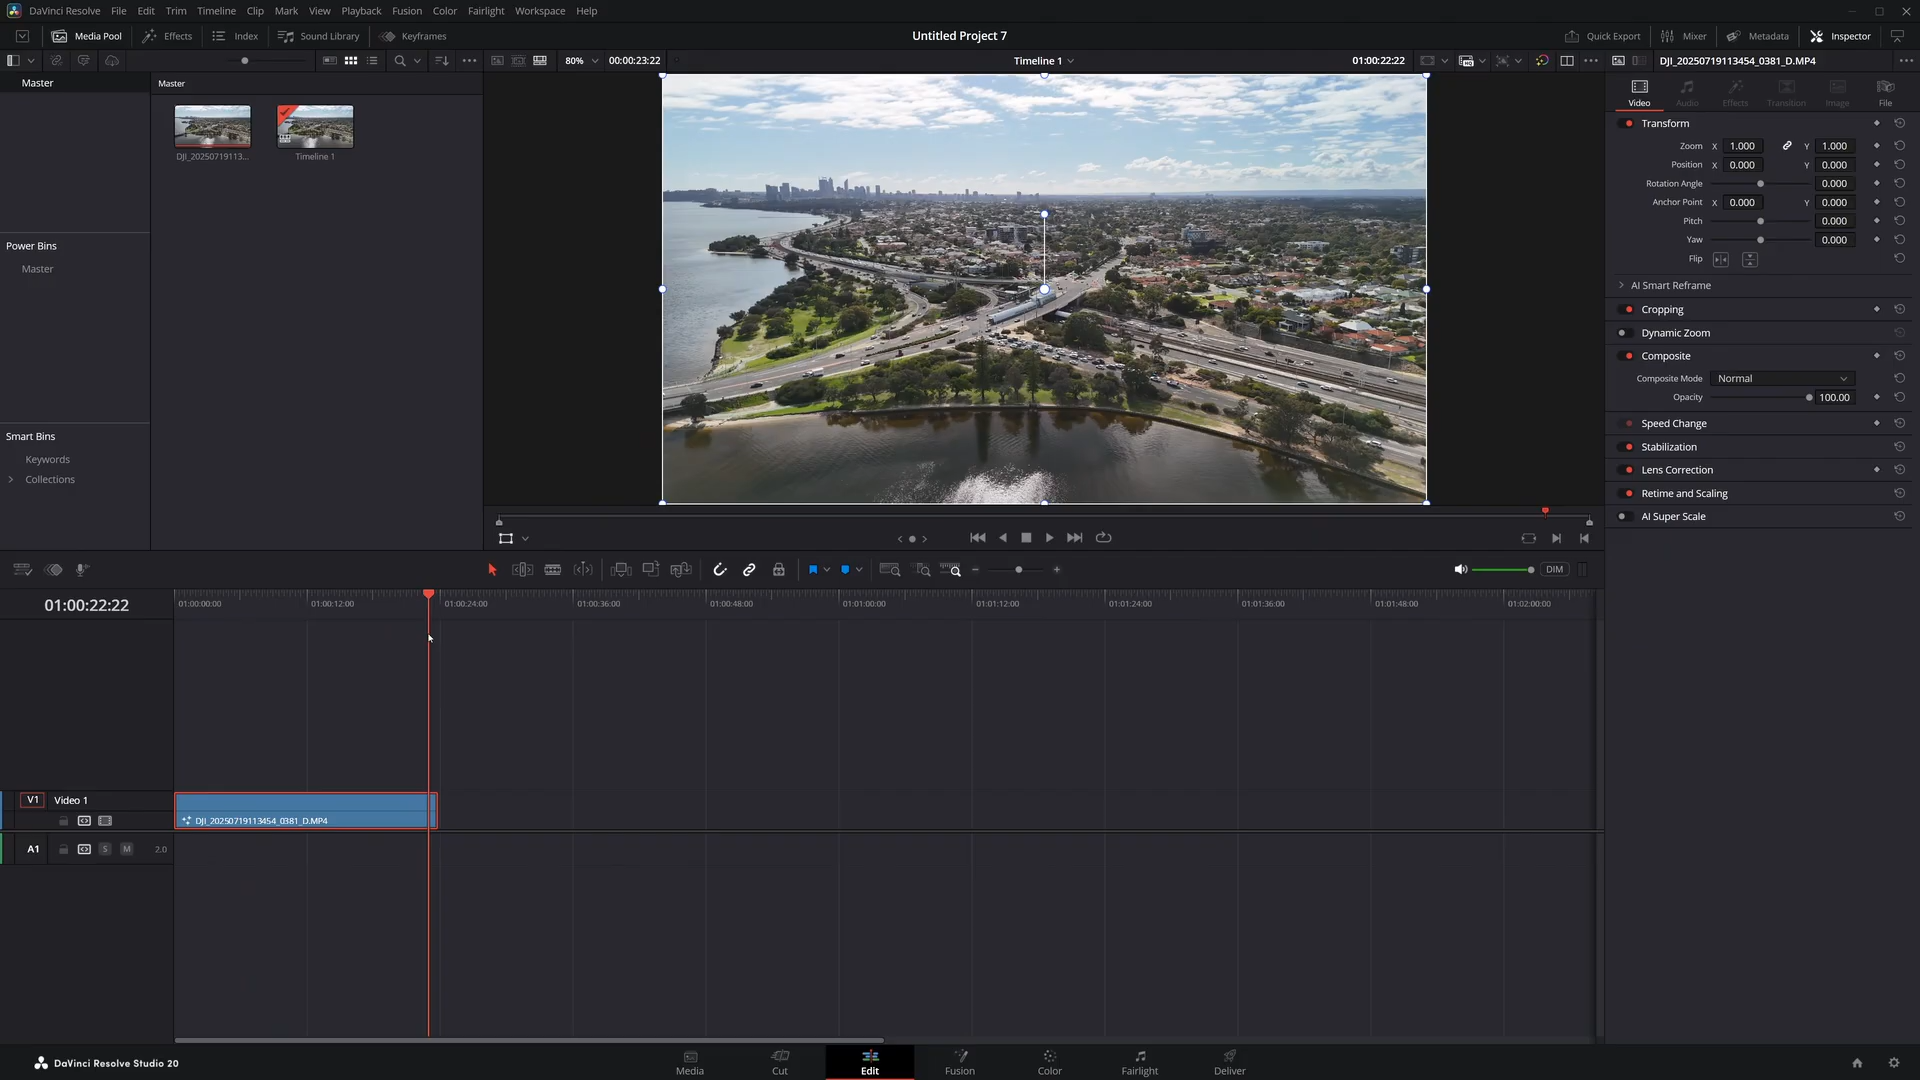 DaVinci Resolve File Edit Trim Timeline Clip Mark View Playback Fusion Color Fairlight Workspace Help
Media Pool Effects Index Sound Library Keyframes Untitled Project 7 Quick Export Mixer Metadata Inspector
80% 00:00:23:22 Timeline 1 01:00:22:22 DJI_20250719113454_0381_D.MP4
Master Master
Video Audio Effects Transition Image File
Transform
Zoom X 1.000 Y 1.000
DJI_20250719113... Timeline 1
Position X 0.000 Y 0.000
Rotation Angle 0.000
Anchor Point X 0.000 Y 0.000
Pitch 0.000
Yaw 0.000
Flip
Power Bins
Master
AI Smart Reframe
Cropping
Dynamic Zoom
Composite
Composite Mode Normal
Opacity 100.00
Speed Change
Smart Bins
Stabilization
Keywords
Lens Correction
Collections
Retime and Scaling
AI Super Scale
DIM
01:00:22:22 01:00:00:00 01:00:12:00 01:00:24:00 01:00:36:00 01:00:48:00 01:01:00:00 01:01:12:00 01:01:24:00 01:01:36:00 01:01:48:00 01:02:00:00
V1 Video 1
DJI_20250719113454_0381_D.MP4
A1 S M 2.0
DaVinci Resolve Studio 20
Media Cut Edit Fusion Color Fairlight Deliver